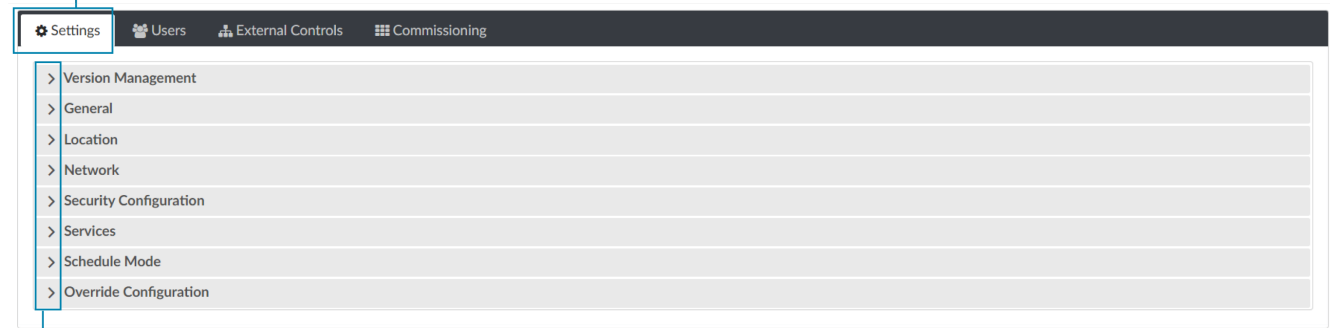 Settings Users External Controls Commissioning
Version Management
General
Location
Network
Security Configuration
Services
Schedule Mode
Override Configuration